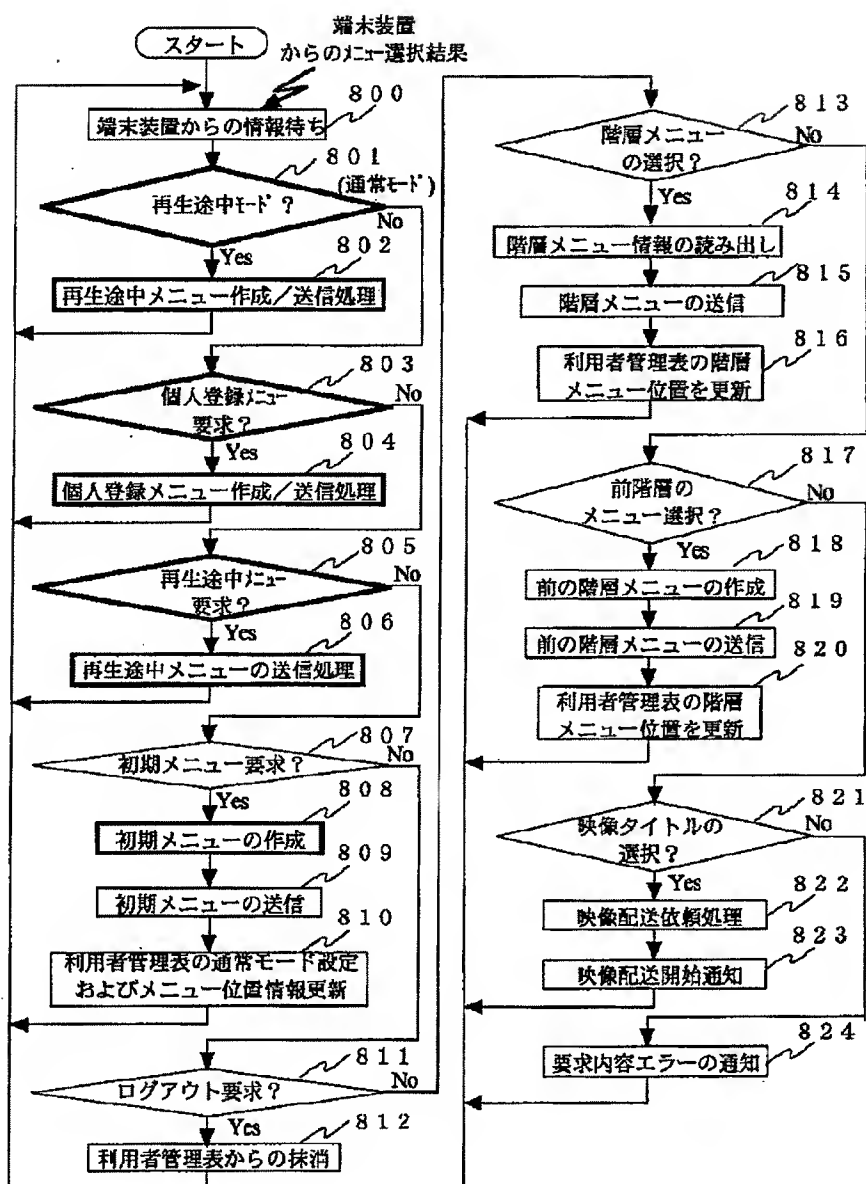 端末装置
からのメニュー選択結果
スタート
800
端末装置からの情報待ち
801
(通常モード)
再生途中モード?
No
Yes
802
再生途中メニュー作成/送信処理
803
個人登録メニュー
要求?
No
Yes
804
個人登録メニュー作成/送信処理
805
再生途中メニュー
要求?
No
Yes
806
再生途中メニューの送信処理
807
初期メニュー要求?
No
Yes
808
初期メニューの作成
809
初期メニューの送信
810
利用者管理表の通常モード設定
およびメニュー位置情報更新
811
ログアウト要求?
No
Yes
812
利用者管理表からの抹消
813
階層メニュー
の選択?
No
Yes
814
階層メニュー情報の読み出し
815
階層メニューの送信
816
利用者管理表の階層
メニュー位置を更新
817
前階層の
メニュー選択?
No
Yes
818
前の階層メニューの作成
819
前の階層メニューの送信
820
利用者管理表の階層
メニュー位置を更新
821
映像タイトルの
選択?
No
Yes
822
映像配送依頼処理
823
映像配送開始通知
824
要求内容エラーの通知